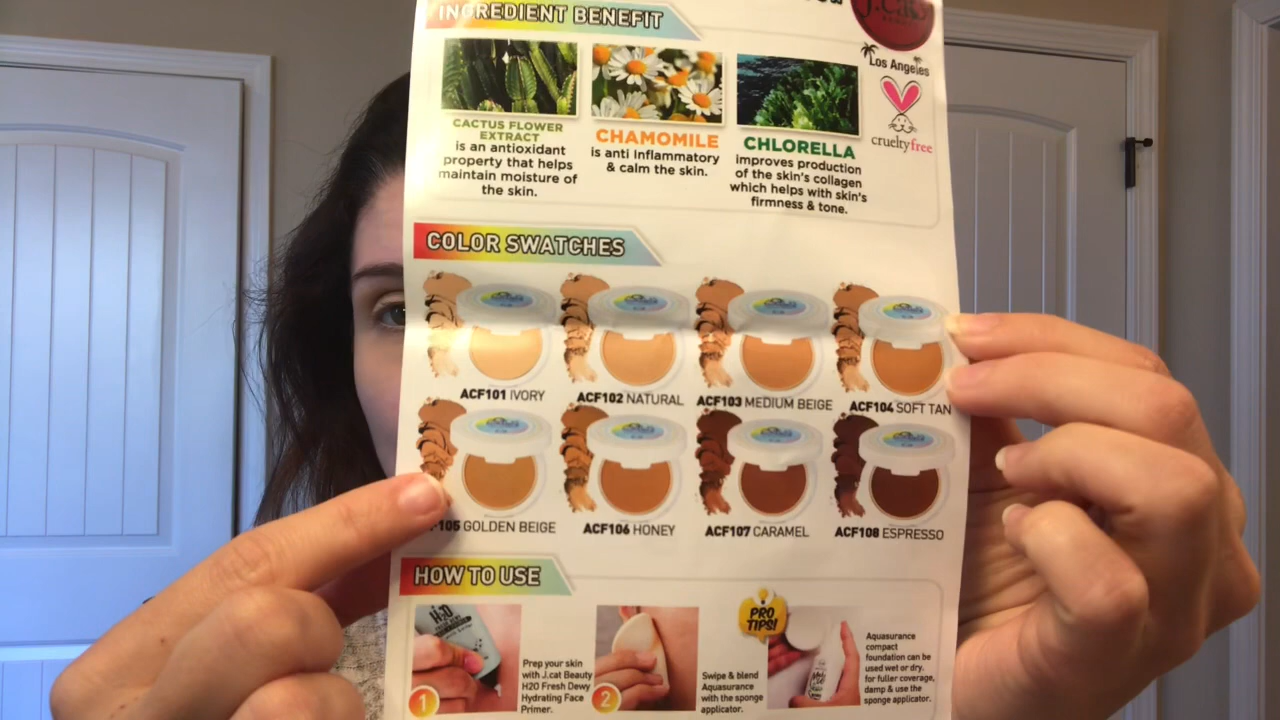 INGREDIENT BENEFIT
J.Cat
BEAUTY
Los Angeles
crueltyfree
CACTUS FLOWER
EXTRACT
is an antioxidant
property that helps
maintain moisture of
the skin.
CHAMOMILE
is anti Inflammatory
& calm the skin.
CHLORELLA
improves production
of the skin's collagen
which helps with skin's
firmness & tone.
COLOR SWATCHES
ACF101 IVORY
ACF102 NATURAL
ACF103 MEDIUM BEIGE
ACF104 SOFT TAN
105 GOLDEN BEIGE
ACF106 HONEY
ACF107 CARAMEL
ACF108 ESPRESSO
HOW TO USE
H2O
1
Prep your skin
with J.cat Beauty
H2O Fresh Dewy
Hydrating Face
Primer.
2
Swipe & blend
Aquasurance
with the sponge
applicator.
PRO
TIPS!
Aquasurance
compact
foundation can be
used wet or dry.
for fuller coverage,
damp & use the
sponge applicator.